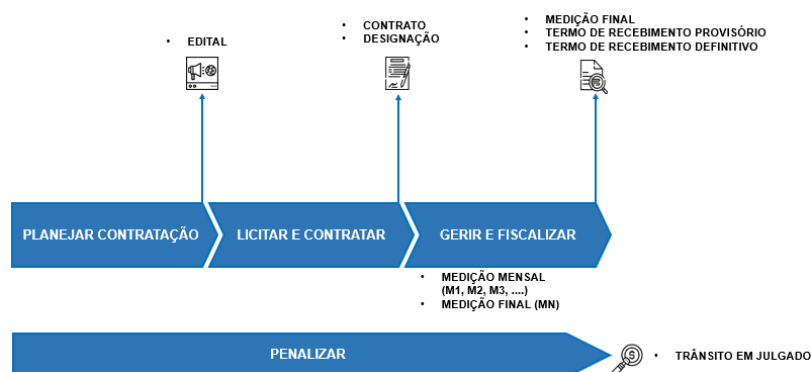 • EDITAL
• CONTRATO
• DESIGNAÇÃO
• MEDIÇÃO FINAL
• TERMO DE RECEBIMENTO PROVISÓRIO
• TERMO DE RECEBIMENTO DEFINITIVO
PLANEJAR CONTRATAÇÃO
LICITAR E CONTRATAR
GERIR E FISCALIZAR
• MEDIÇÃO MENSAL
(M1, M2, M3, ....)
• MEDIÇÃO FINAL (MN)
PENALIZAR
• TRÂNSITO EM JULGADO